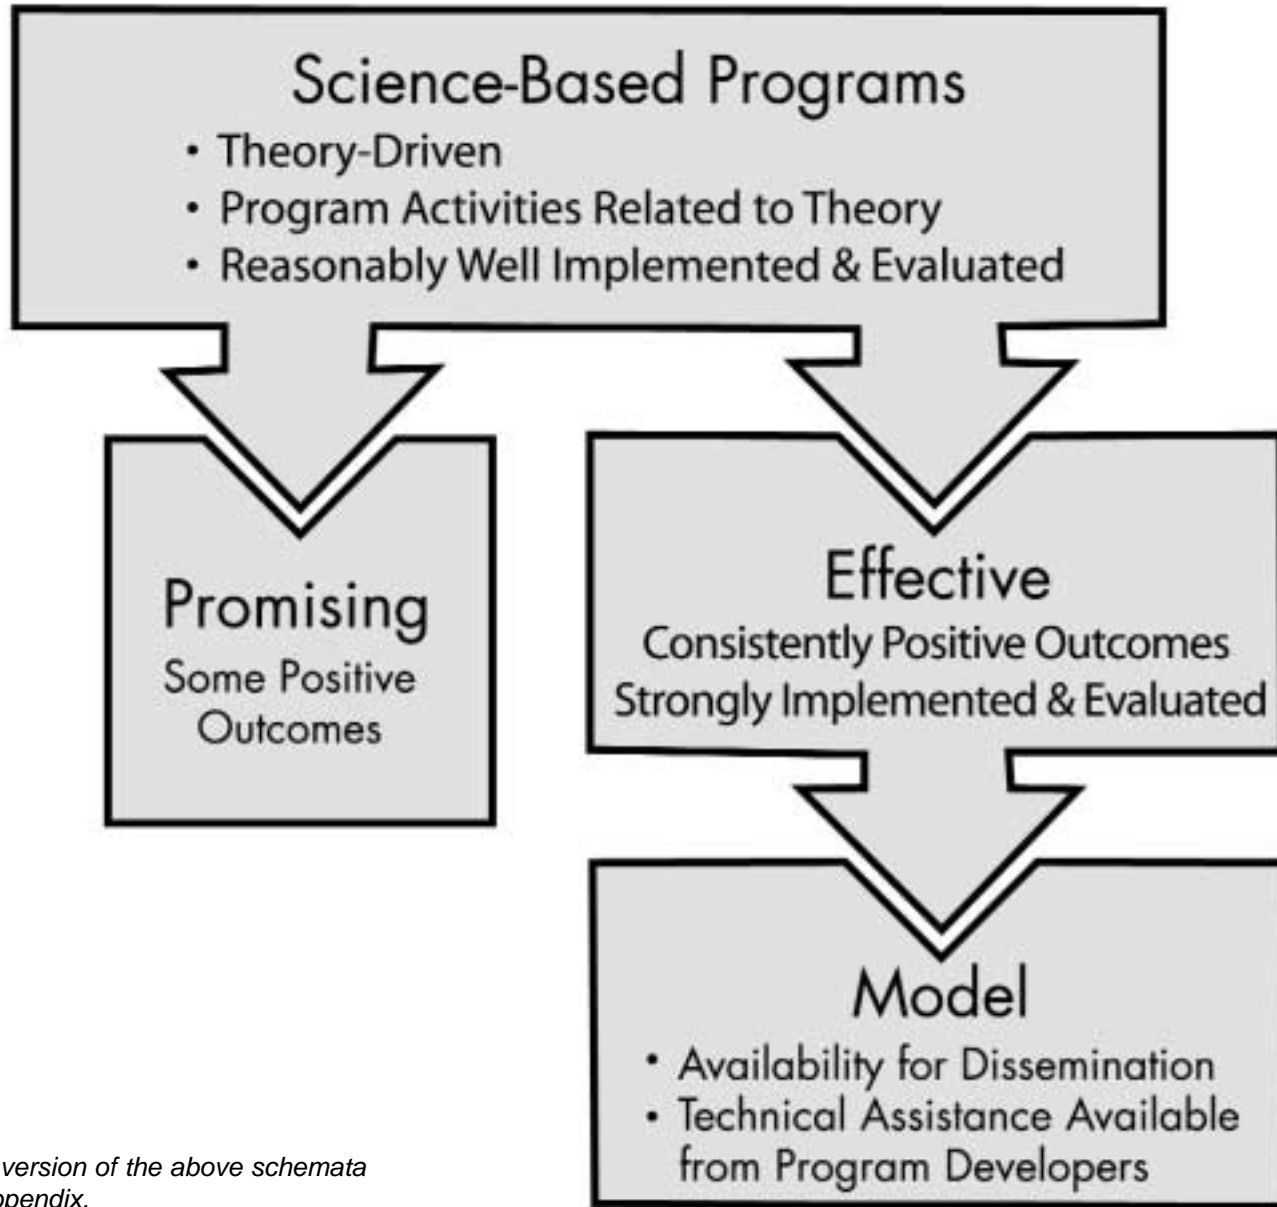 Science-Based Programs
• Theory-Driven
• Program Activities Related to Theory
• Reasonably Well Implemented & Evaluated
Promising
Some Positive
Outcomes
Effective
Consistently Positive Outcomes
Strongly Implemented & Evaluated
Model
• Availability for Dissemination
• Technical Assistance Available
from Program Developers
version of the above schemata